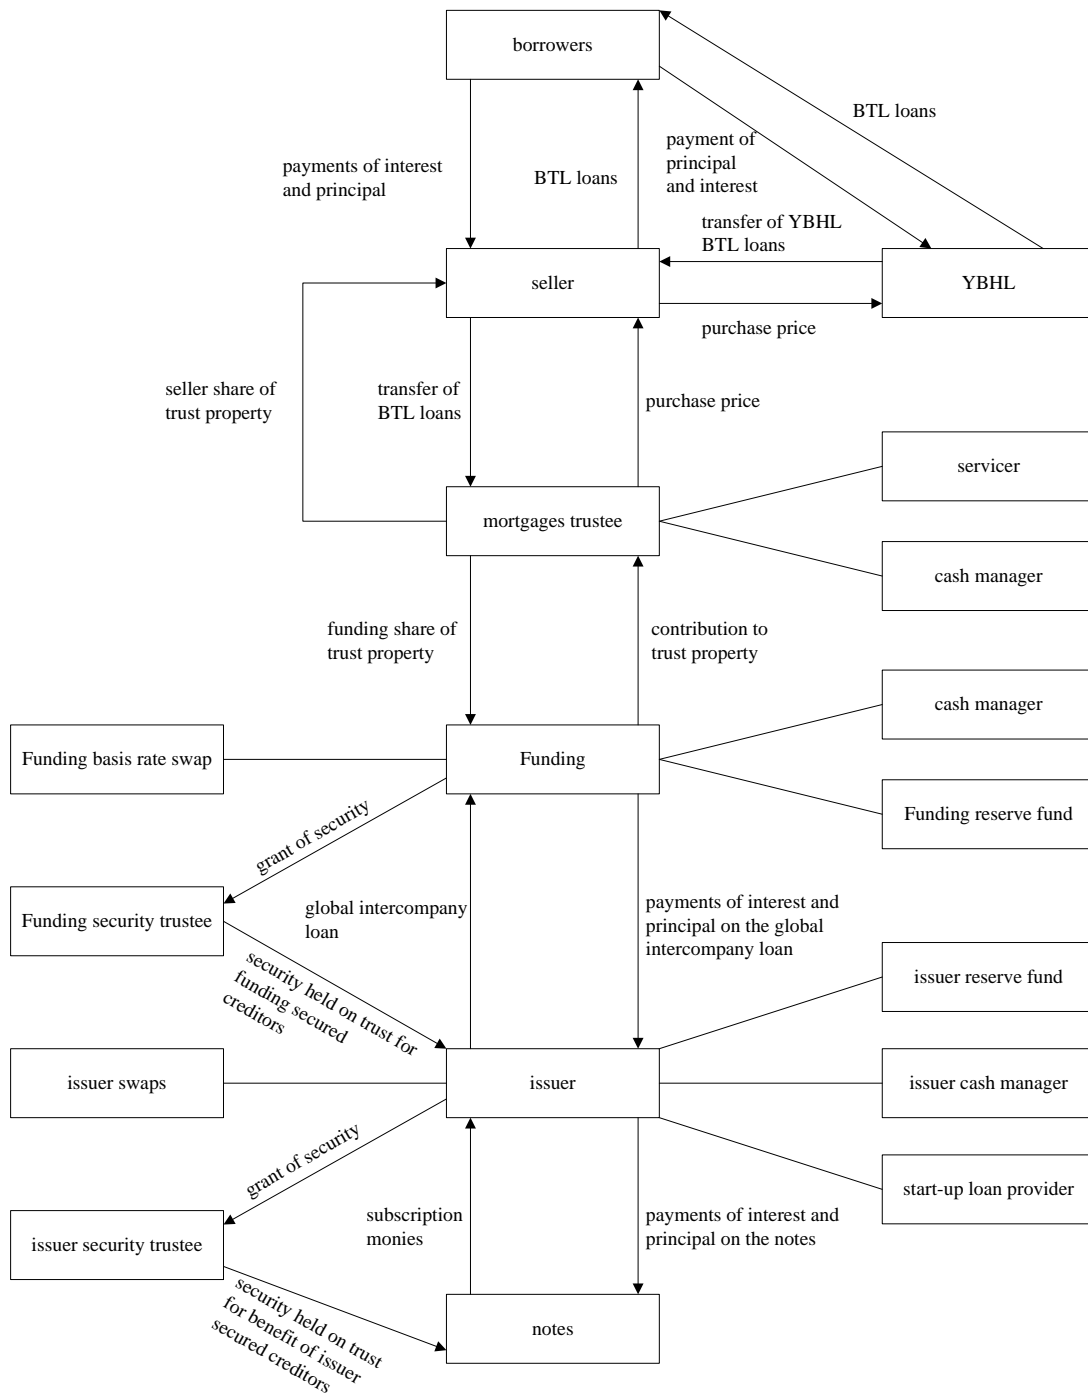 borrowers
BTL loans
payments of interest
and principal
BTL loans
payment of
principal
and interest
transfer of YBHL
BTL loans
seller
YBHL
purchase price
seller share of
trust property
transfer of
BTL loans
purchase price
servicer
mortgages trustee
cash manager
funding share of
trust property
contribution to
trust property
cash manager
Funding basis rate swap
Funding
Funding reserve fund
grant of security
Funding security trustee
global intercompany
loan
payments of interest and
principal on the global
intercompany loan
security held on trust for
funding secured
creditors
issuer reserve fund
issuer swaps
issuer
issuer cash manager
grant of security
start-up loan provider
issuer security trustee
subscription
monies
payments of interest and
principal on the notes
security held on trust
for benefit of issuer
secured creditors
notes